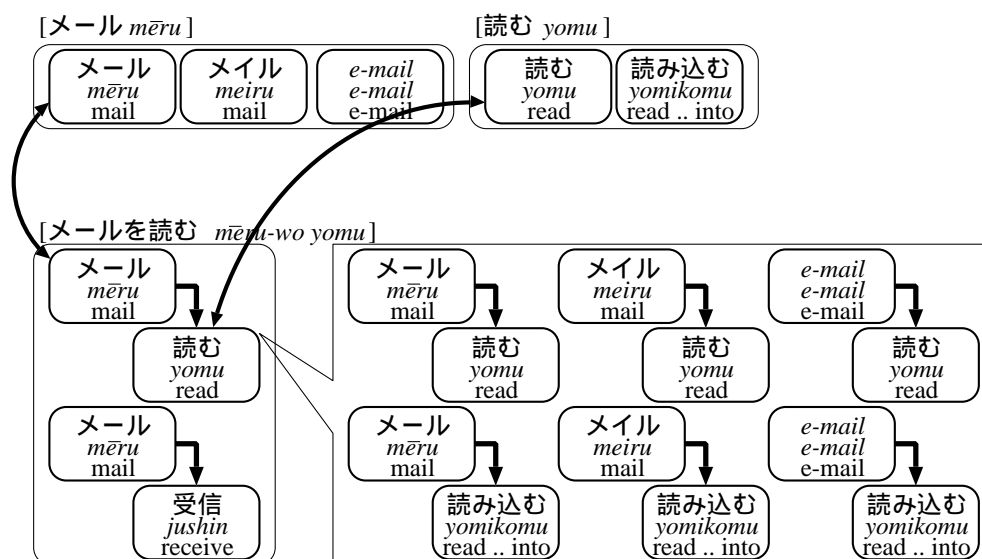 [メール mēru]
メール
mēru
mail
メイル
meiru
mail
e-mail
e-mail
e-mail
[読む yomu]
読む
yomu
read
読み込む
yomikomu
read .. into
[メールを読む mēru-wo yomu]
メール
mēru
mail
読む
yomu
read
メール
mēru
mail
受信
jushin
receive
メール
mēru
mail
読む
yomu
read
メイル
meiru
mail
読む
yomu
read
e-mail
e-mail
e-mail
読む
yomu
read
メール
mēru
mail
読み込む
yomikomu
read .. into
メイル
meiru
mail
読み込む
yomikomu
read .. into
e-mail
e-mail
e-mail
読み込む
yomikomu
read .. into